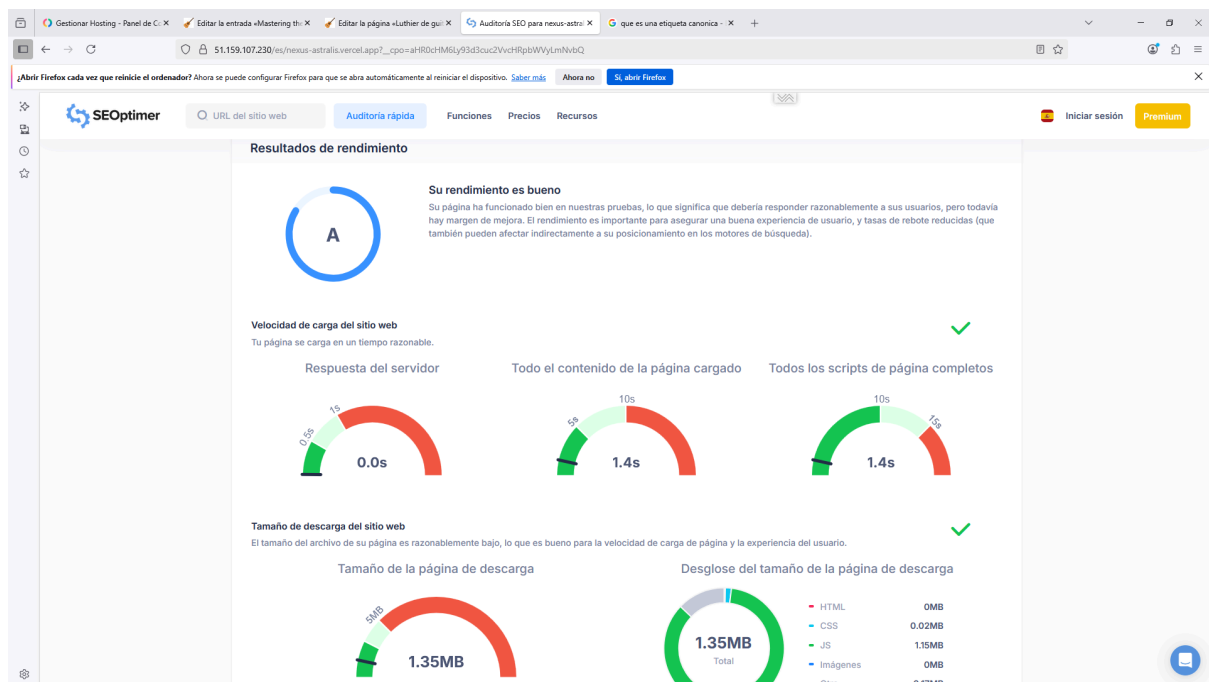 Gestionar Hosting - Panel de Co
Editar la entrada «Mastering the
Editar la página «Luthier de guit
Auditoría SEO para nexus-astral
que es una etiqueta canonica -
51.159.107.230/es/nexus-astralis.vercel.app?__cpo=aHR0cHM6Ly93d3cuc2VvcHRpbWVyLmNvbQ
¿Abrir Firefox cada vez que reinicie el ordenador? Ahora se puede configurar Firefox para que se abra automáticamente al reiniciar el dispositivo. Saber más Ahora no Sí, abrir Firefox
SEOptimer URL del sitio web Auditoría rápida Funciones Precios Recursos Iniciar sesión Premium
Resultados de rendimiento
A
Su rendimiento es bueno
Su página ha funcionado bien en nuestras pruebas, lo que significa que debería responder razonablemente a sus usuarios, pero todavía
hay margen de mejora. El rendimiento es importante para asegurar una buena experiencia de usuario, y tasas de rebote reducidas (que
también pueden afectar indirectamente a su posicionamiento en los motores de búsqueda).
Velocidad de carga del sitio web
Tu página se carga en un tiempo razonable.
Respuesta del servidor
0.5s
1s
0.0s
Todo el contenido de la página cargado
5s
10s
1.4s
Todos los scripts de página completos
10s
15s
1.4s
Tamaño de descarga del sitio web
El tamaño del archivo de su página es razonablemente bajo, lo que es bueno para la velocidad de carga de página y la experiencia del usuario.
Tamaño de la página de descarga
5MB
1.35MB
Desglose del tamaño de la página de descarga
1.35MB
Total
HTML 0MB
CSS 0.02MB
JS 1.15MB
Imágenes 0MB